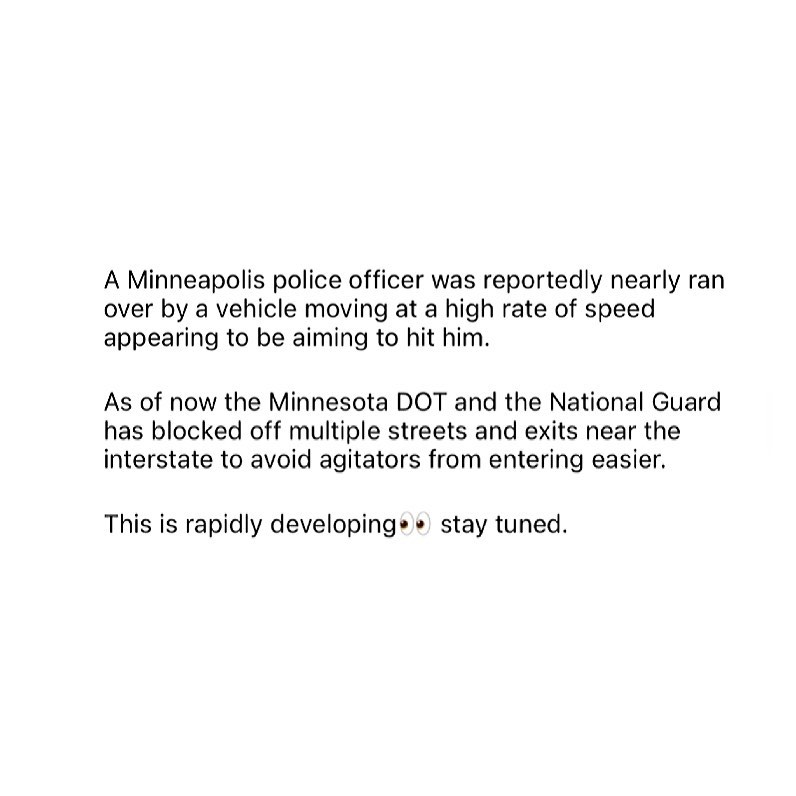 A Minneapolis police officer was reportedly nearly ran
over by a vehicle moving at a high rate of speed
appearing to be aiming to hit him.
As of now the Minnesota DOT and the National Guard
has blocked off multiple streets and exits near the
interstate to avoid agitators from entering easier.
This is rapidly developing👀 stay tuned.